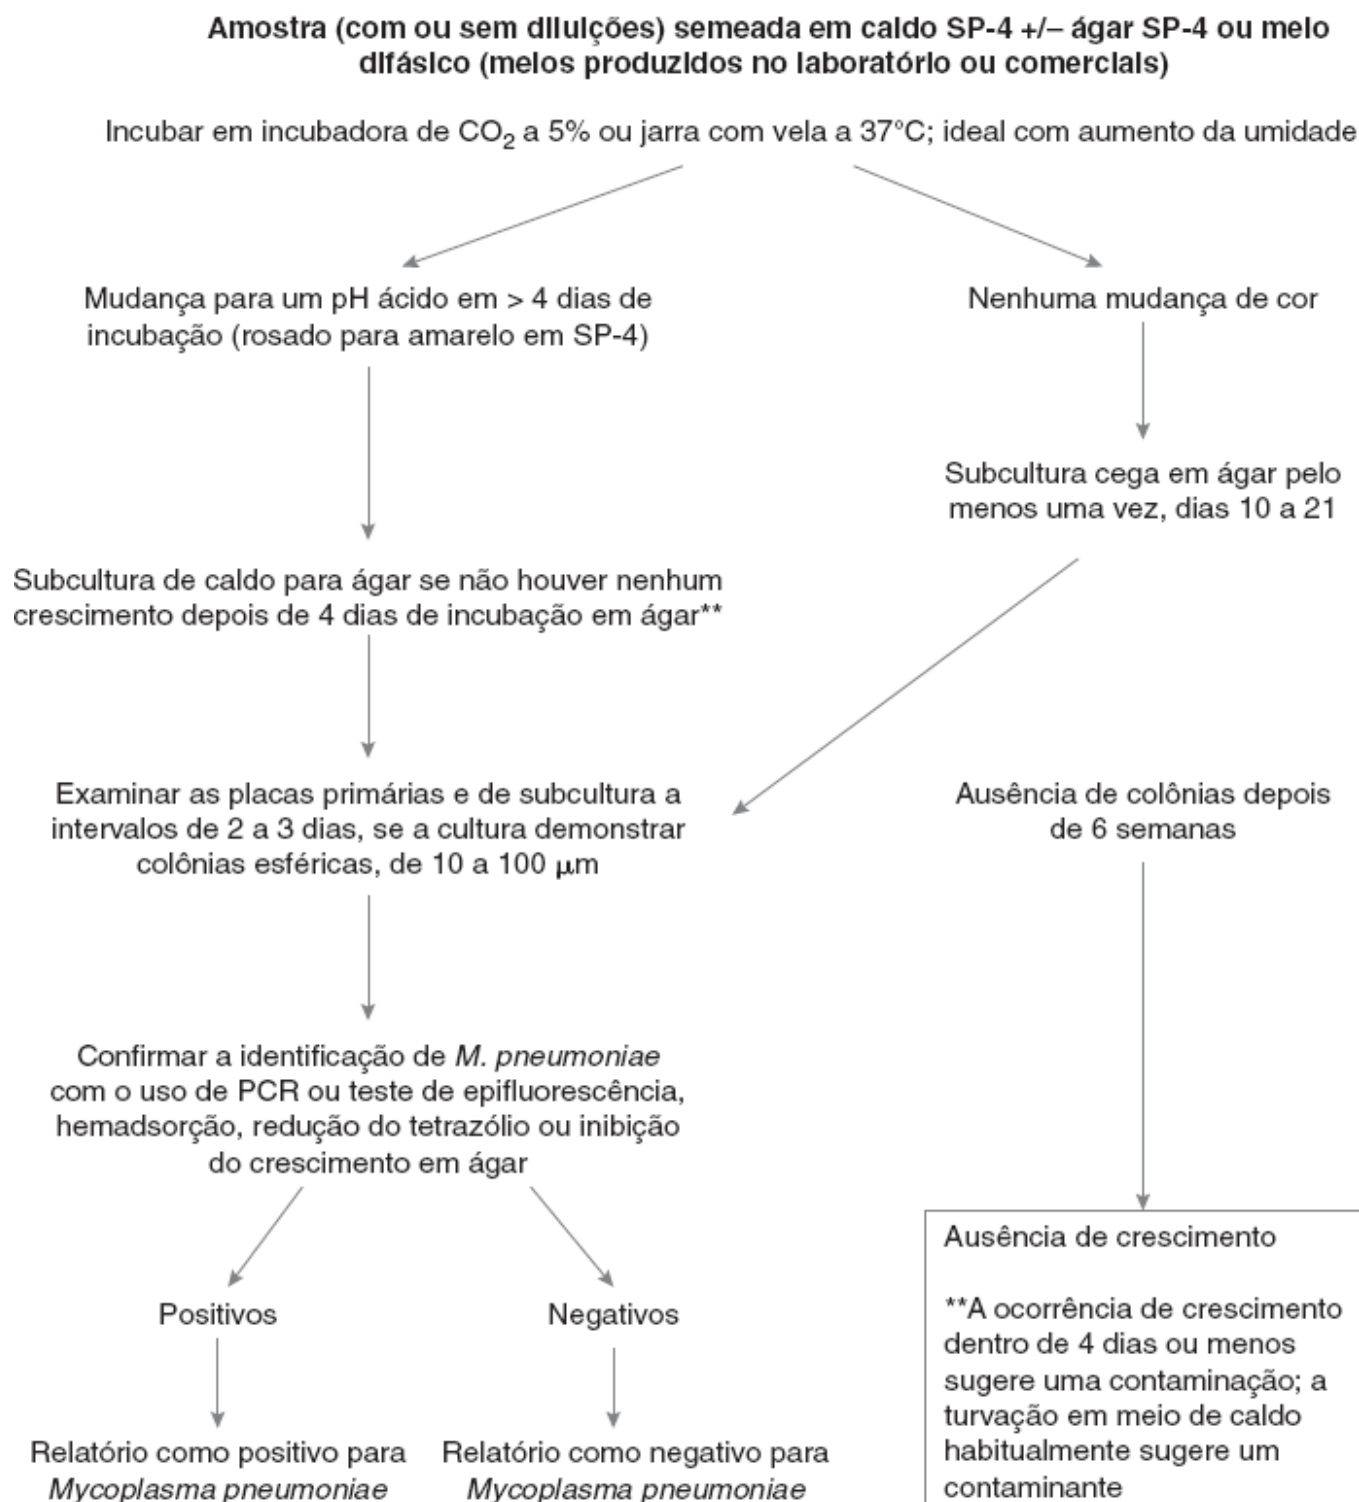 Amostra (com ou sem diluições) semeada em caldo SP-4 +/– ágar SP-4 ou meio
difásico (meios produzidos no laboratório ou comerciais)
Incubar em incubadora de CO₂ a 5% ou jarra com vela a 37°C; ideal com aumento da umidade
Mudança para um pH ácido em > 4 dias de
incubação (rosado para amarelo em SP-4)
Nenhuma mudança de cor
Subcultura cega em ágar pelo
menos uma vez, dias 10 a 21
Subcultura de caldo para ágar se não houver nenhum
crescimento depois de 4 dias de incubação em ágar**
Examinar as placas primárias e de subcultura a
intervalos de 2 a 3 dias, se a cultura demonstrar
colônias esféricas, de 10 a 100 μm
Ausência de colônias depois
de 6 semanas
Confirmar a identificação de M. pneumoniae
com o uso de PCR ou teste de epifluorescência,
hemadsorção, redução do tetrazólio ou inibição
do crescimento em ágar
Positivos
Negativos
Relatório como positivo para
Mycoplasma pneumoniae
Relatório como negativo para
Mycoplasma pneumoniae
Ausência de crescimento
**A ocorrência de crescimento
dentro de 4 dias ou menos
sugere uma contaminação; a
turvação em meio de caldo
habitualmente sugere um
contaminante